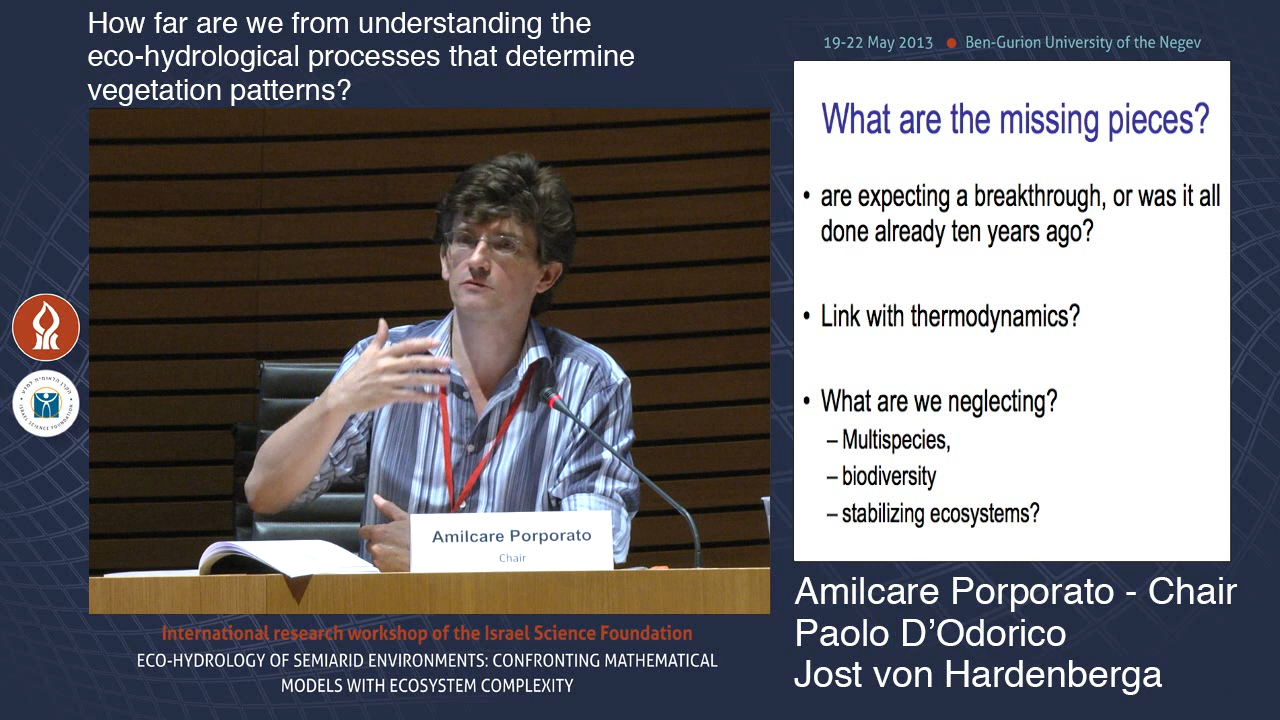 How far are we from understanding the
eco-hydrological processes that determine
vegetation patterns?
19-22 May 2013 ● Ben-Gurion University of the Negev
What are the missing pieces?
• are expecting a breakthrough, or was it all
done already ten years ago?
• Link with thermodynamics?
• What are we neglecting?
– Multispecies,
– biodiversity
– stabilizing ecosystems?
Amilcare Porporato
Chair
ISRAEL SCIENCE FOUNDATION
International research workshop of the Israel Science Foundation
ECO-HYDROLOGY OF SEMIARID ENVIRONMENTS: CONFRONTING MATHEMATICAL
MODELS WITH ECOSYSTEM COMPLEXITY
Amilcare Porporato - Chair
Paolo D’Odorico
Jost von Hardenberga